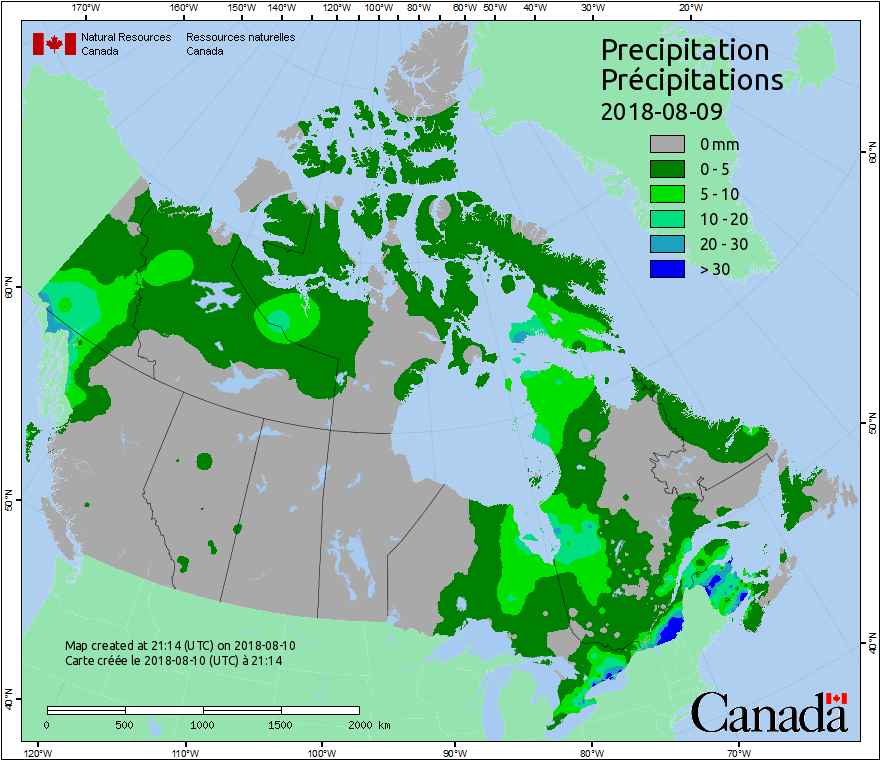 170°W 160°W 150°W 140°W 120°W 100°W 80°W 60°W 50°W 40°W 30°W 20°W
Natural Resources Ressources naturelles
Canada Canada
Precipitation
Précipitations
2018-08-09
0 mm
0 - 5
5 - 10
10 - 20
20 - 30
> 30
60°N
50°N
40°N
60°N
50°N
40°N
Map created at 21:14 (UTC) on 2018-08-10
Carte créée le 2018-08-10 (UTC) à 21:14
0 500 1000 1500 2000 km
Canada
120°W 110°W 100°W 90°W 80°W 70°W